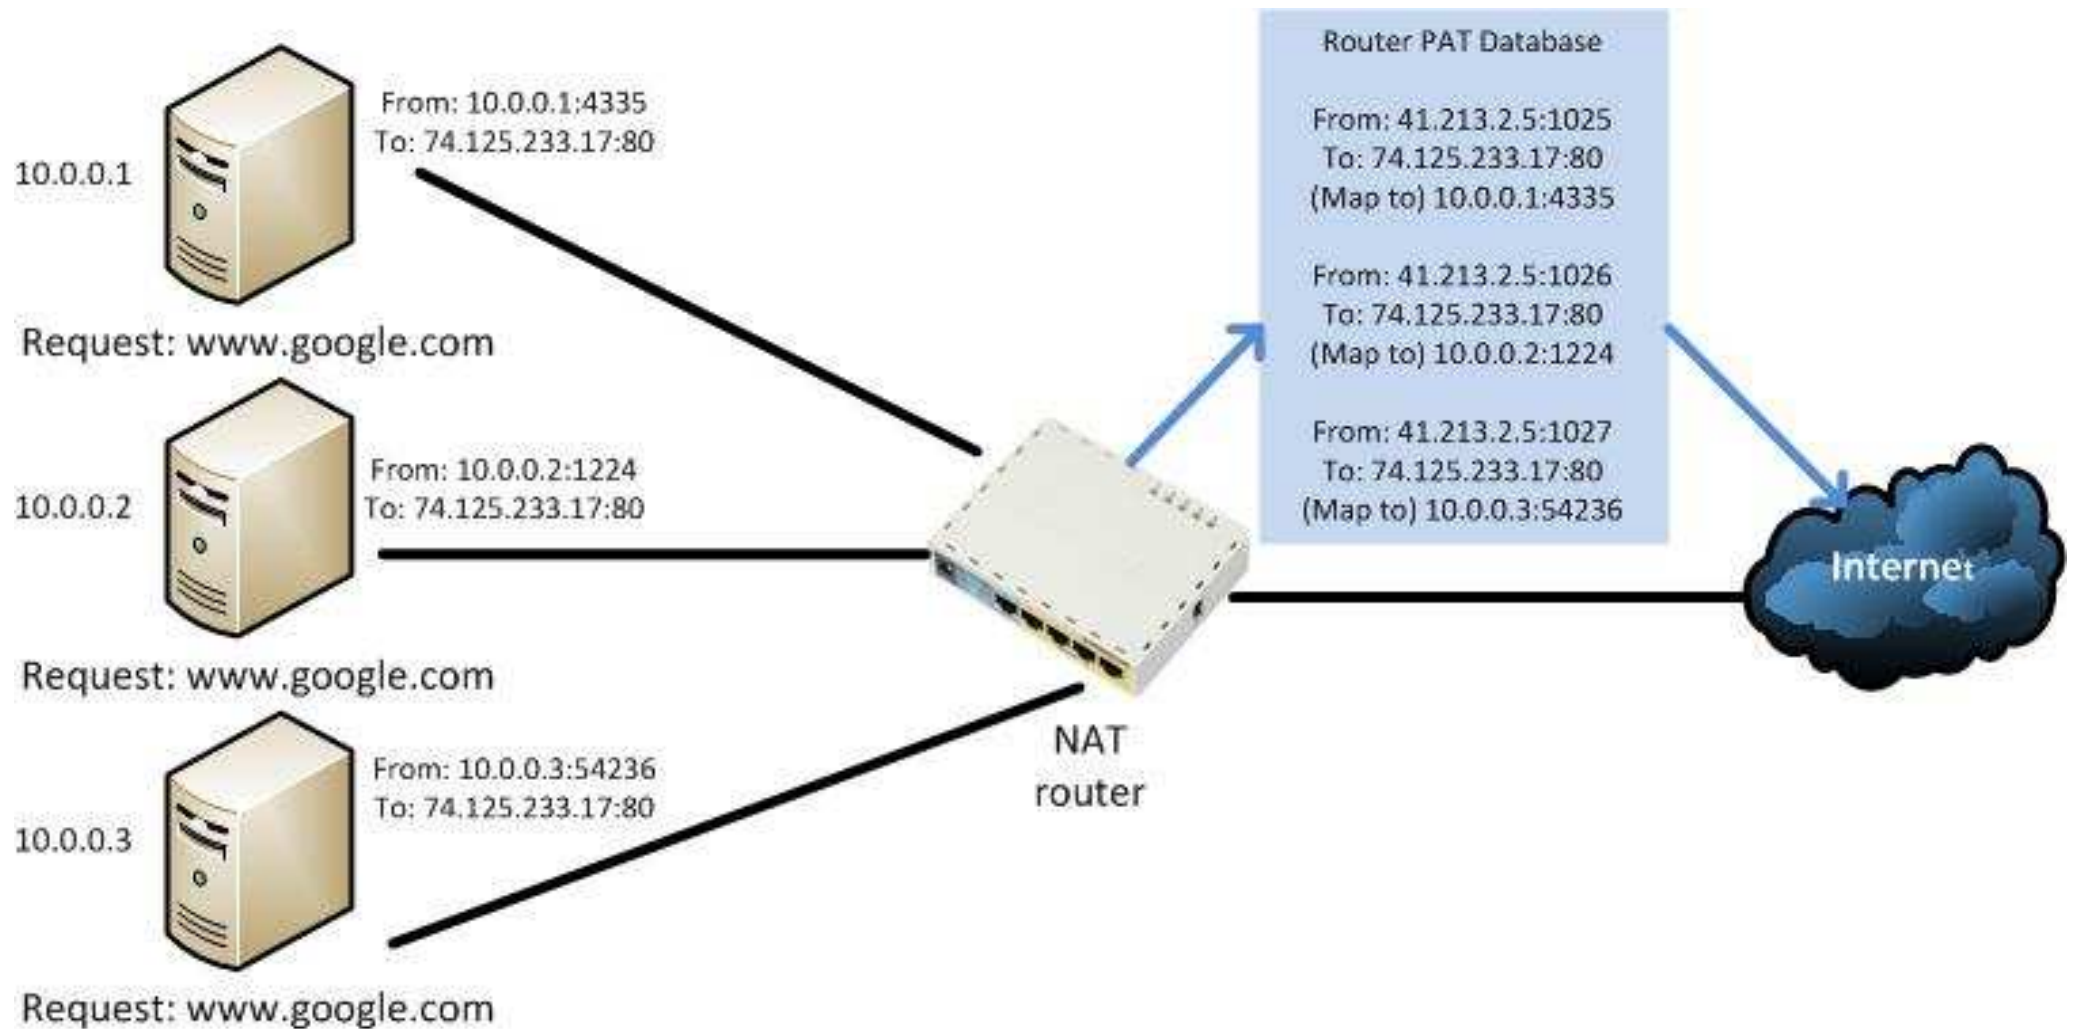 10.0.0.1
From: 10.0.0.1:4335
To: 74.125.233.17:80
Request: www.google.com
10.0.0.2
From: 10.0.0.2:1224
To: 74.125.233.17:80
Request: www.google.com
10.0.0.3
From: 10.0.0.3:54236
To: 74.125.233.17:80
Request: www.google.com
NAT
router
Router PAT Database
From: 41.213.2.5:1025
To: 74.125.233.17:80
(Map to) 10.0.0.1:4335
From: 41.213.2.5:1026
To: 74.125.233.17:80
(Map to) 10.0.0.2:1224
From: 41.213.2.5:1027
To: 74.125.233.17:80
(Map to) 10.0.0.3:54236
Internet